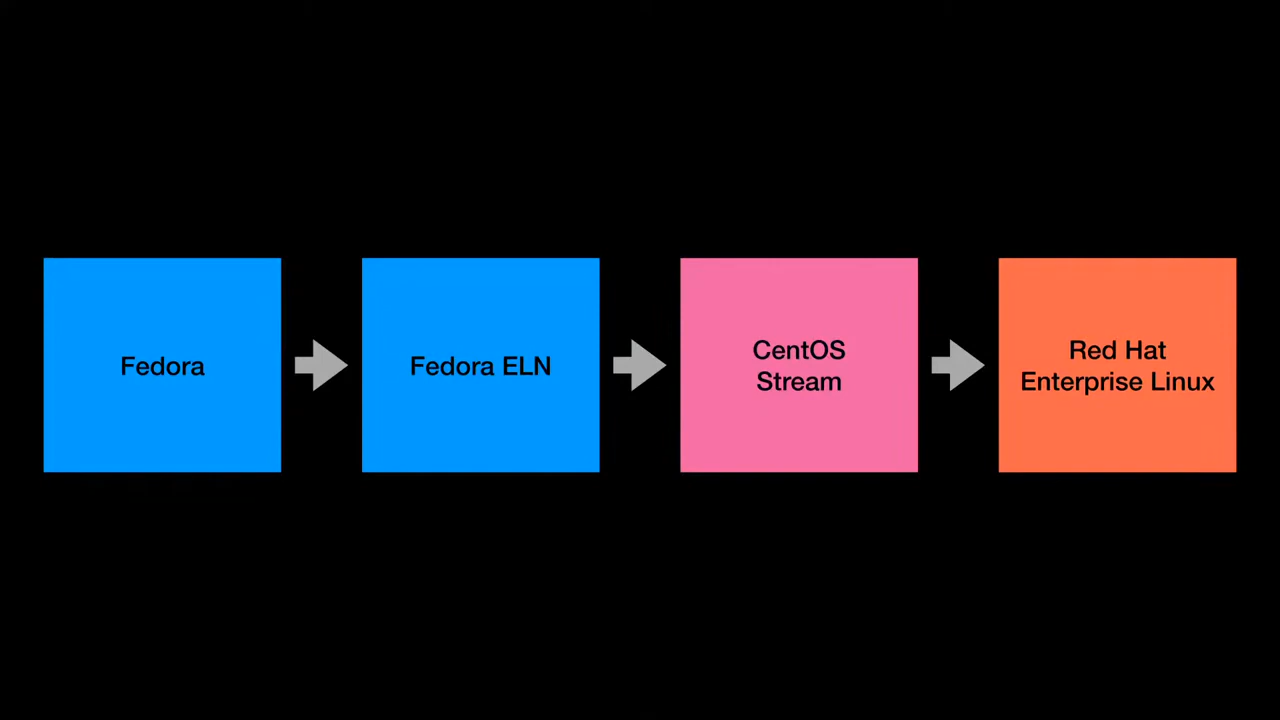 Fedora
Fedora ELN
CentOS
Stream
Red Hat
Enterprise Linux